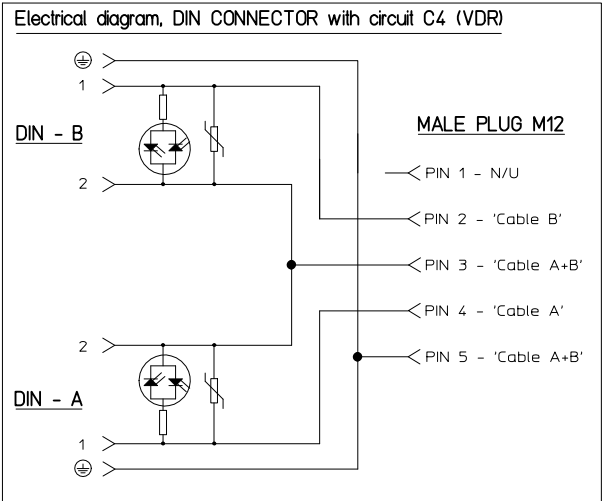 Electrical diagram, DIN CONNECTOR with circuit C4 (VDR)
1
DIN - B
2
MALE PLUG M12
PIN 1 - N/U
PIN 2 - 'Cable B'
PIN 3 - 'Cable A+B'
PIN 4 - 'Cable A'
PIN 5 - 'Cable A+B'
2
DIN - A
1